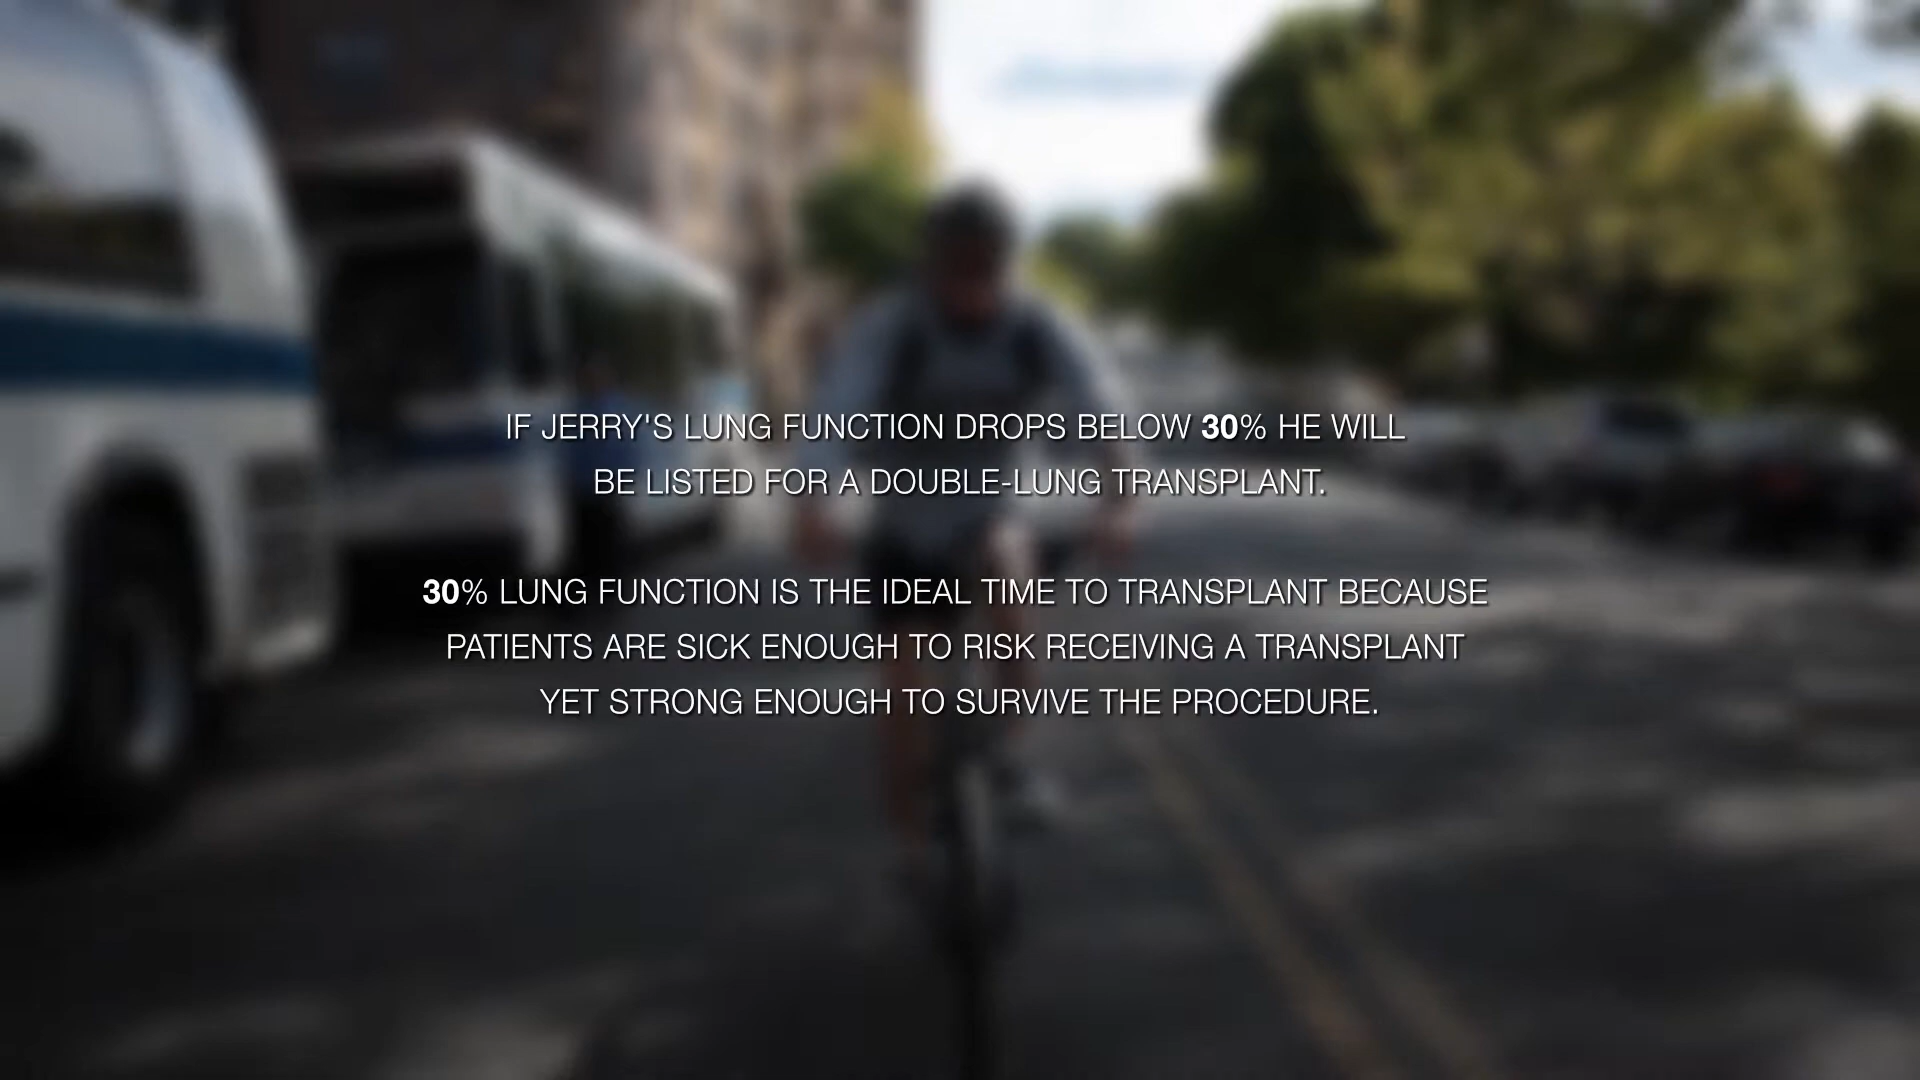 IF JERRY'S LUNG FUNCTION DROPS BELOW 30% HE WILL
BE LISTED FOR A DOUBLE-LUNG TRANSPLANT.
30% LUNG FUNCTION IS THE IDEAL TIME TO TRANSPLANT BECAUSE
PATIENTS ARE SICK ENOUGH TO RISK RECEIVING A TRANSPLANT
YET STRONG ENOUGH TO SURVIVE THE PROCEDURE.